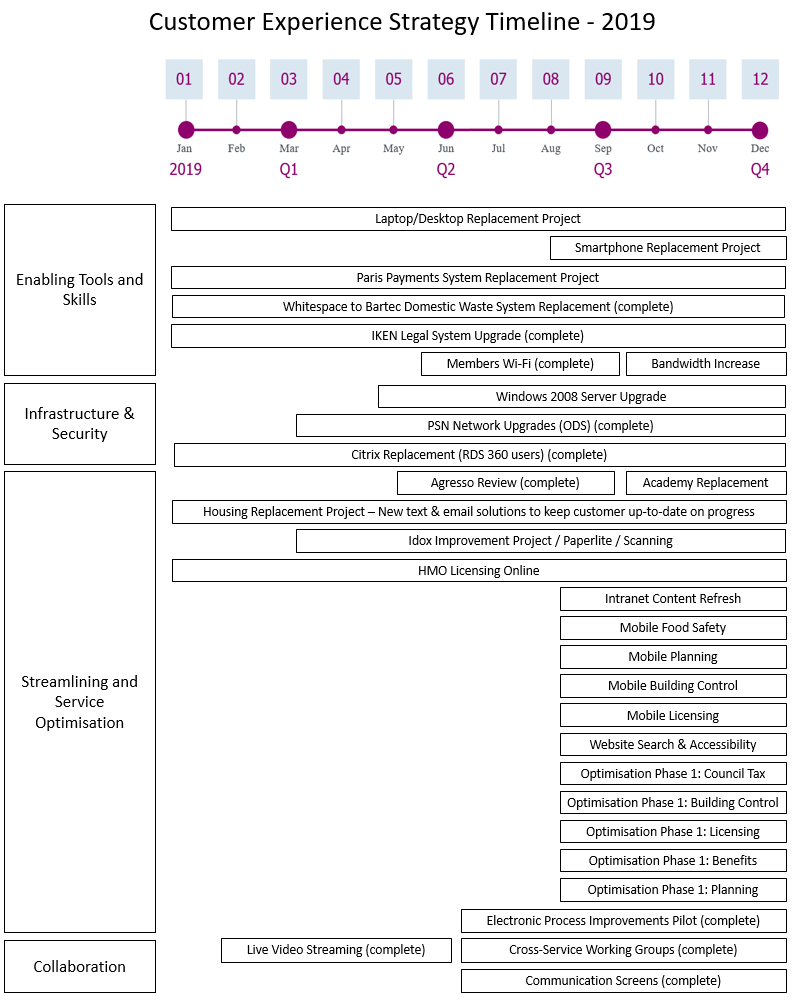 Customer Experience Strategy Timeline - 2019
01 02 03 04 05 06 07 08 09 10 11 12
Jan Feb Mar Apr May Jun Jul Aug Sep Oct Nov Dec
2019 Q1 Q2 Q3 Q4
Enabling Tools and
Skills
Laptop/Desktop Replacement Project
Smartphone Replacement Project
Paris Payments System Replacement Project
Whitespace to Bartec Domestic Waste System Replacement (complete)
IKEN Legal System Upgrade (complete)
Members Wi-Fi (complete) Bandwidth Increase
Infrastructure &
Security
Windows 2008 Server Upgrade
PSN Network Upgrades (ODS) (complete)
Citrix Replacement (RDS 360 users) (complete)
Streamlining and
Service
Optimisation
Agresso Review (complete) Academy Replacement
Housing Replacement Project – New text & email solutions to keep customer up-to-date on progress
Idox Improvement Project / Paperlite / Scanning
HMO Licensing Online
Intranet Content Refresh
Mobile Food Safety
Mobile Planning
Mobile Building Control
Mobile Licensing
Website Search & Accessibility
Optimisation Phase 1: Council Tax
Optimisation Phase 1: Building Control
Optimisation Phase 1: Licensing
Optimisation Phase 1: Benefits
Optimisation Phase 1: Planning
Electronic Process Improvements Pilot (complete)
Collaboration
Live Video Streaming (complete) Cross-Service Working Groups (complete)
Communication Screens (complete)